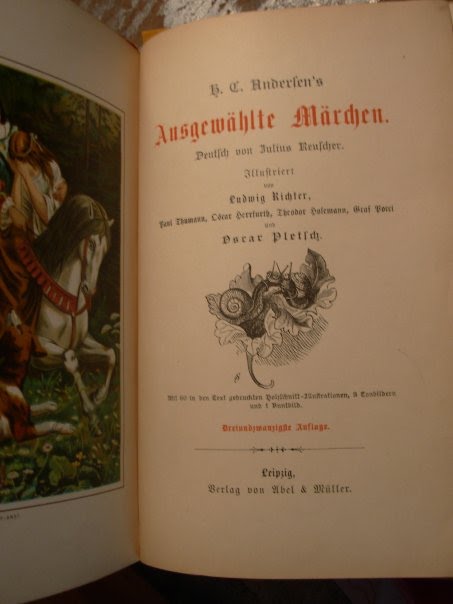 H. C. Andersen's
Ausgewählte Märchen.
Deutsch von Julius Reuscher.
Illustriert
von
Ludwig Richter,
Paul Thumann, Oscar Herrfurth, Theodor Hosemann, Graf Pocci
von
Oscar Pletsch.
Mit 60 in den Text gedruckten Holzschnitt-Illustrationen, 9 Tonbildern
und 1 Buntbild.
Dreiundzwanzigste Auflage.
Leipzig,
Verlag von Abel & Müller.